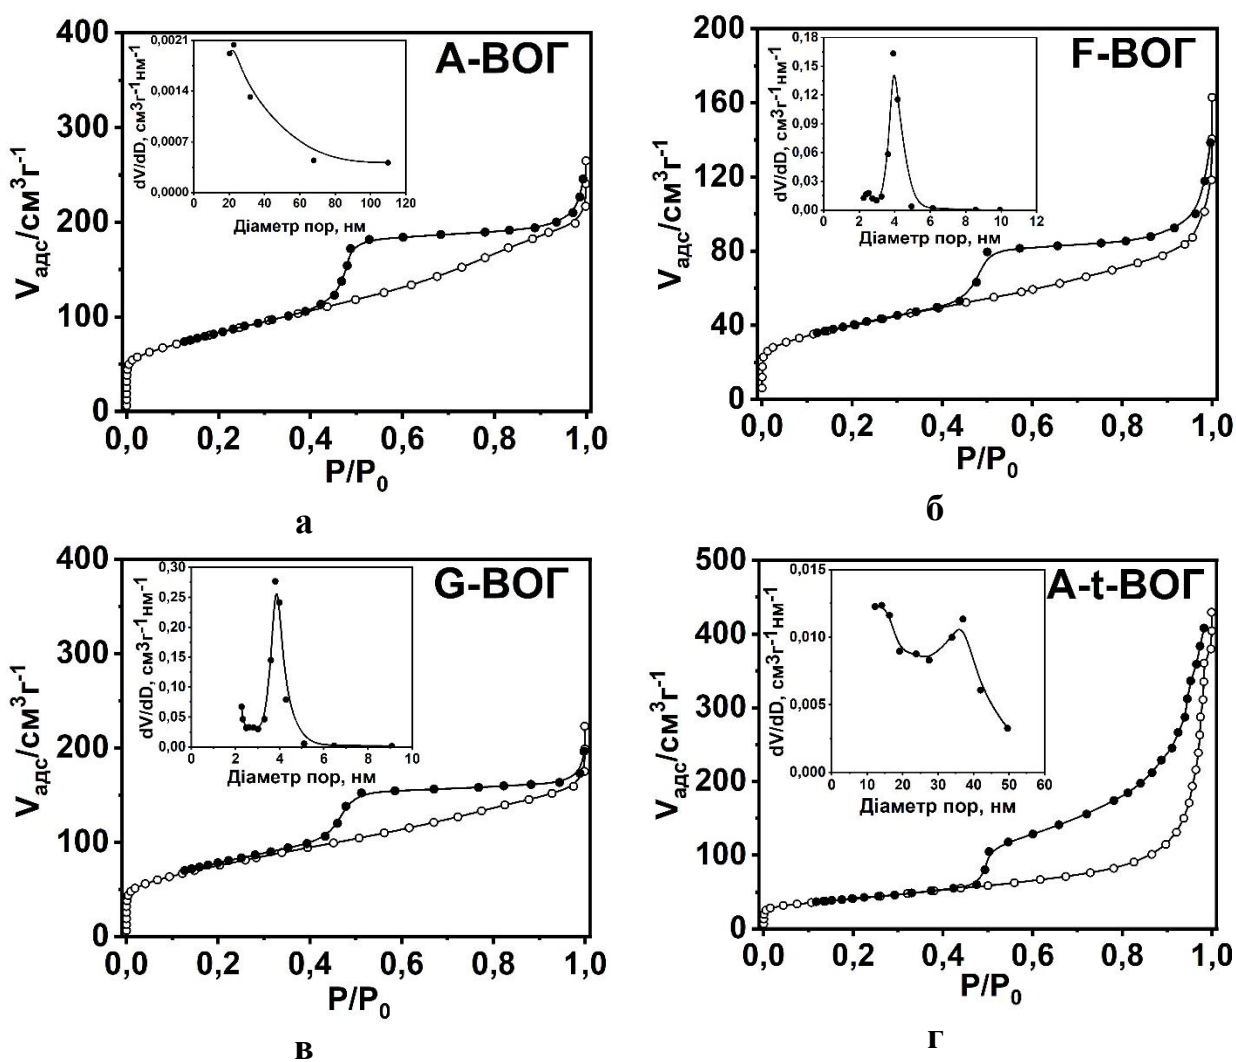 А-ВОГ
400
300
200
100
0
0,0 0,2 0,4 0,6 0,8 1,0
Vадс/см³г⁻¹
P/P₀
0,0021
0,0014
0,0007
0,0000
0 20 40 60 80 100 120
dV/dD, см³г⁻¹нм⁻¹
Діаметр пор, нм
а
F-ВОГ
200
160
120
80
40
0
0,0 0,2 0,4 0,6 0,8 1,0
Vадс/см³г⁻¹
P/P₀
0,18
0,15
0,12
0,09
0,06
0,03
0,00
0 2 4 6 8 10 12
dV/dD, см³г⁻¹нм⁻¹
Діаметр пор, нм
б
G-ВОГ
400
300
200
100
0
0,0 0,2 0,4 0,6 0,8 1,0
Vадс/см³г⁻¹
P/P₀
0,30
0,25
0,20
0,15
0,10
0,05
0,00
0 2 4 6 8 10
dV/dD, см³г⁻¹нм⁻¹
Діаметр пор, нм
в
A-t-ВОГ
500
400
300
200
100
0
0,0 0,2 0,4 0,6 0,8 1,0
Vадс/см³г⁻¹
P/P₀
0,015
0,010
0,005
0,000
0 10 20 30 40 50 60
dV/dD, см³г⁻¹нм⁻¹
Діаметр пор, нм
г